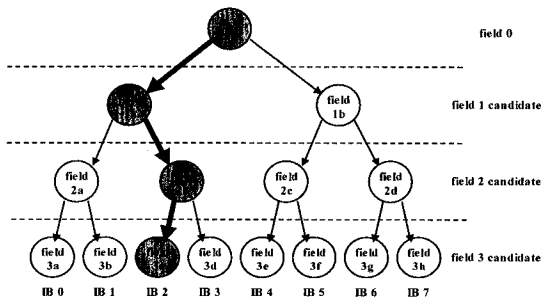 field 0
field 1b
field 1 candidate
field 2a
field 2c
field 2d
field 2 candidate
field 3a
field 3b
field 3d
field 3e
field 3f
field 3g
field 3h
field 3 candidate
IB 0 IB 1 IB 2 IB 3 IB 4 IB 5 IB 6 IB 7